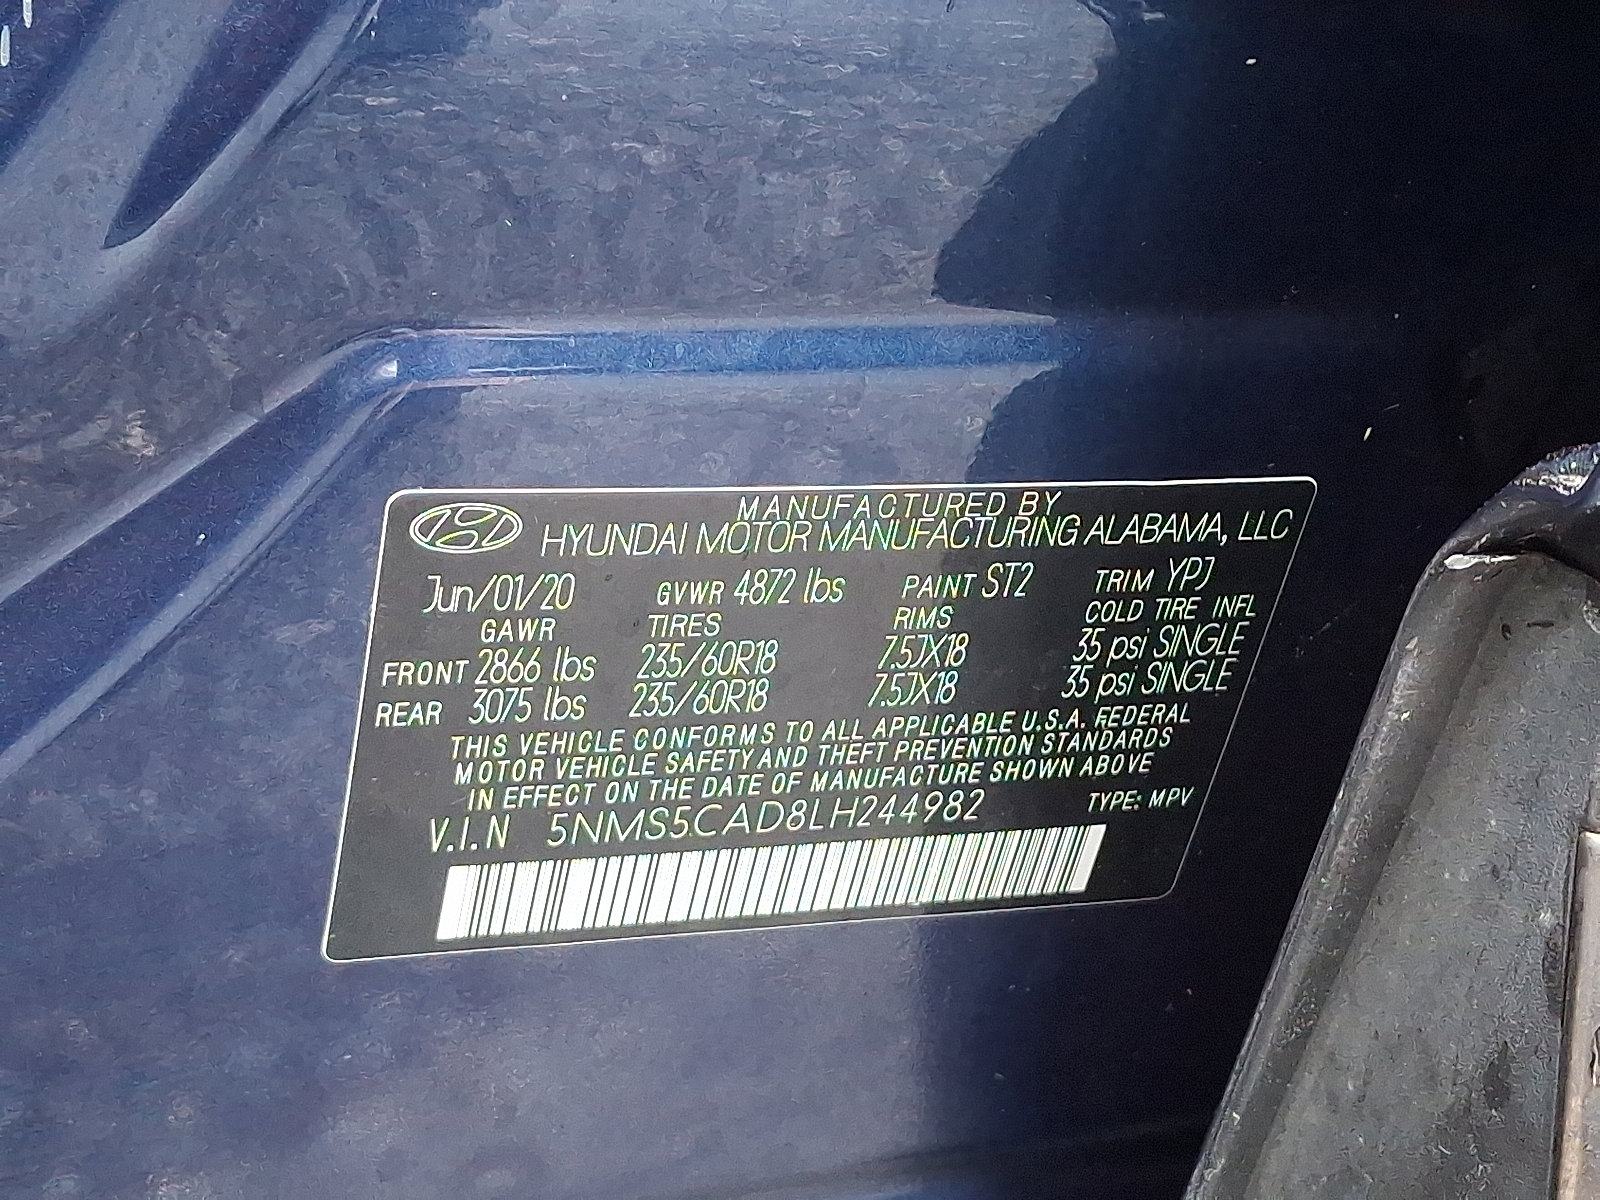 MANUFACTURED BY
HYUNDAI MOTOR MANUFACTURING ALABAMA, LLC
Jun/01/20 GVWR 4872 lbs PAINT ST2 TRIM YPJ
GAWR TIRES RIMS COLD TIRE INFL
FRONT 2866 lbs 235/60R18 7.5JX18 35 psi SINGLE
REAR 3075 lbs 235/60R18 7.5JX18 35 psi SINGLE
THIS VEHICLE CONFORMS TO ALL APPLICABLE U.S.A. FEDERAL
MOTOR VEHICLE SAFETY AND THEFT PREVENTION STANDARDS
IN EFFECT ON THE DATE OF MANUFACTURE SHOWN ABOVE
V.I.N 5NMS5CAD8LH244982 TYPE: MPV